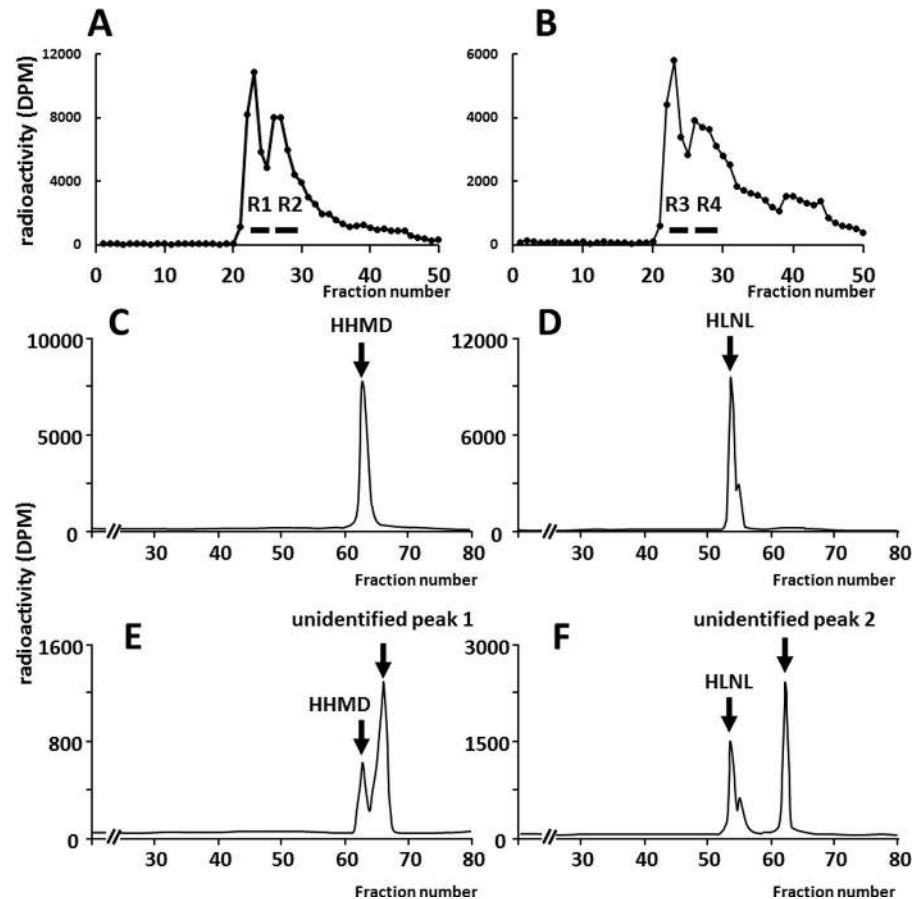 A
B
radioactivity (DPM)
12000
8000
4000
0
R1 R2
0 10 20 30 40 50
Fraction number
6000
4000
2000
0
R3 R4
0 10 20 30 40 50
Fraction number
C
HHMD
10000
5000
0
30 40 50 60 70 80
Fraction number
D
HLNL
12000
6000
0
30 40 50 60 70 80
Fraction number
radioactivity (DPM)
E
unidentified peak 1
HHMD
1600
800
0
30 40 50 60 70 80
Fraction number
F
unidentified peak 2
HLNL
3000
1500
0
30 40 50 60 70 80
Fraction number